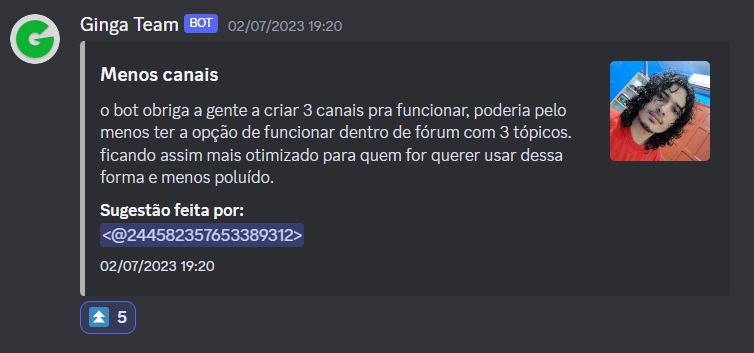 Ginga Team BOT 02/07/2023 19:20
Menos canais
o bot obriga a gente a criar 3 canais pra funcionar, poderia pelo
menos ter a opção de funcionar dentro de fórum com 3 tópicos.
ficando assim mais otimizado para quem for querer usar dessa
forma e menos poluído.
Sugestão feita por:
<@244582357653389312>
02/07/2023 19:20
5